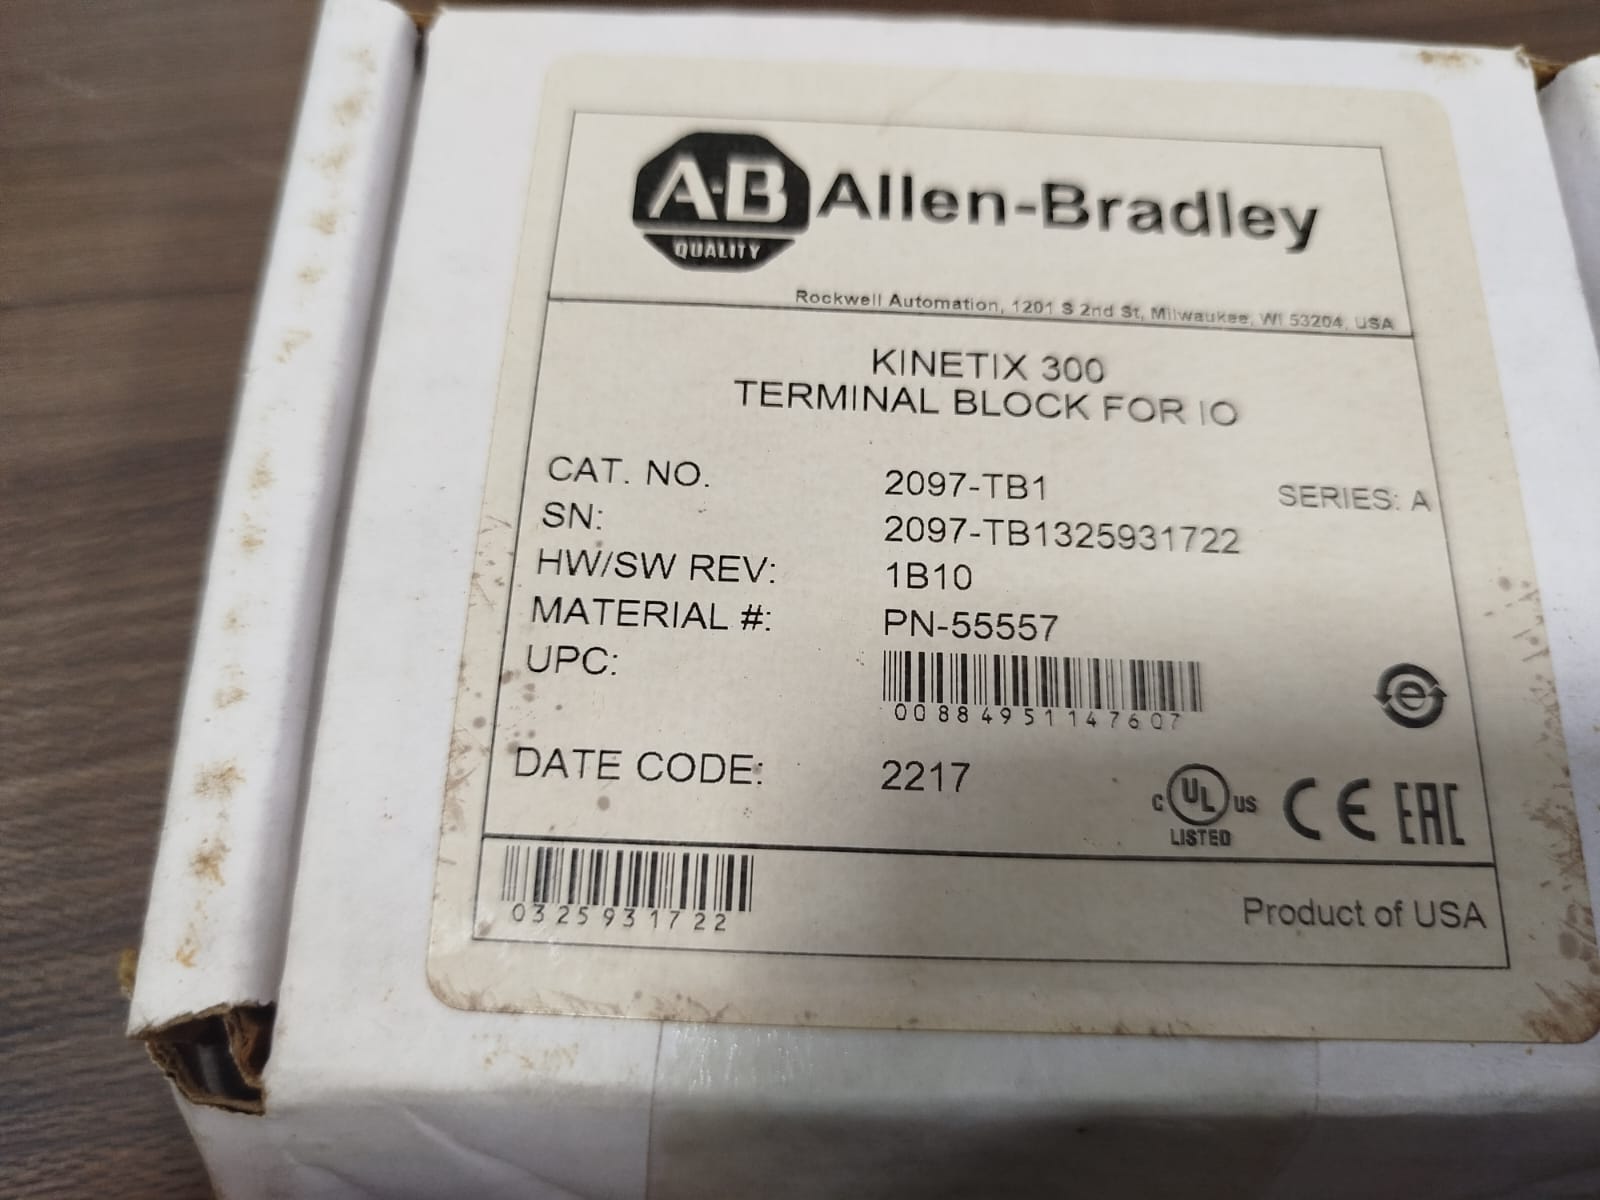 A-B
QUALITY
Allen-Bradley
Rockwell Automation, 1201 S 2nd St, Milwaukee, WI 53204, USA
KINETIX 300
TERMINAL BLOCK FOR IO
CAT. NO. 2097-TB1 SERIES: A
SN: 2097-TB1325931722
HW/SW REV: 1B10
MATERIAL #: PN-55557
UPC:
00884951147607
e
DATE CODE: 2217
C UL US
LISTED
CE EAC
0325931722
Product of USA